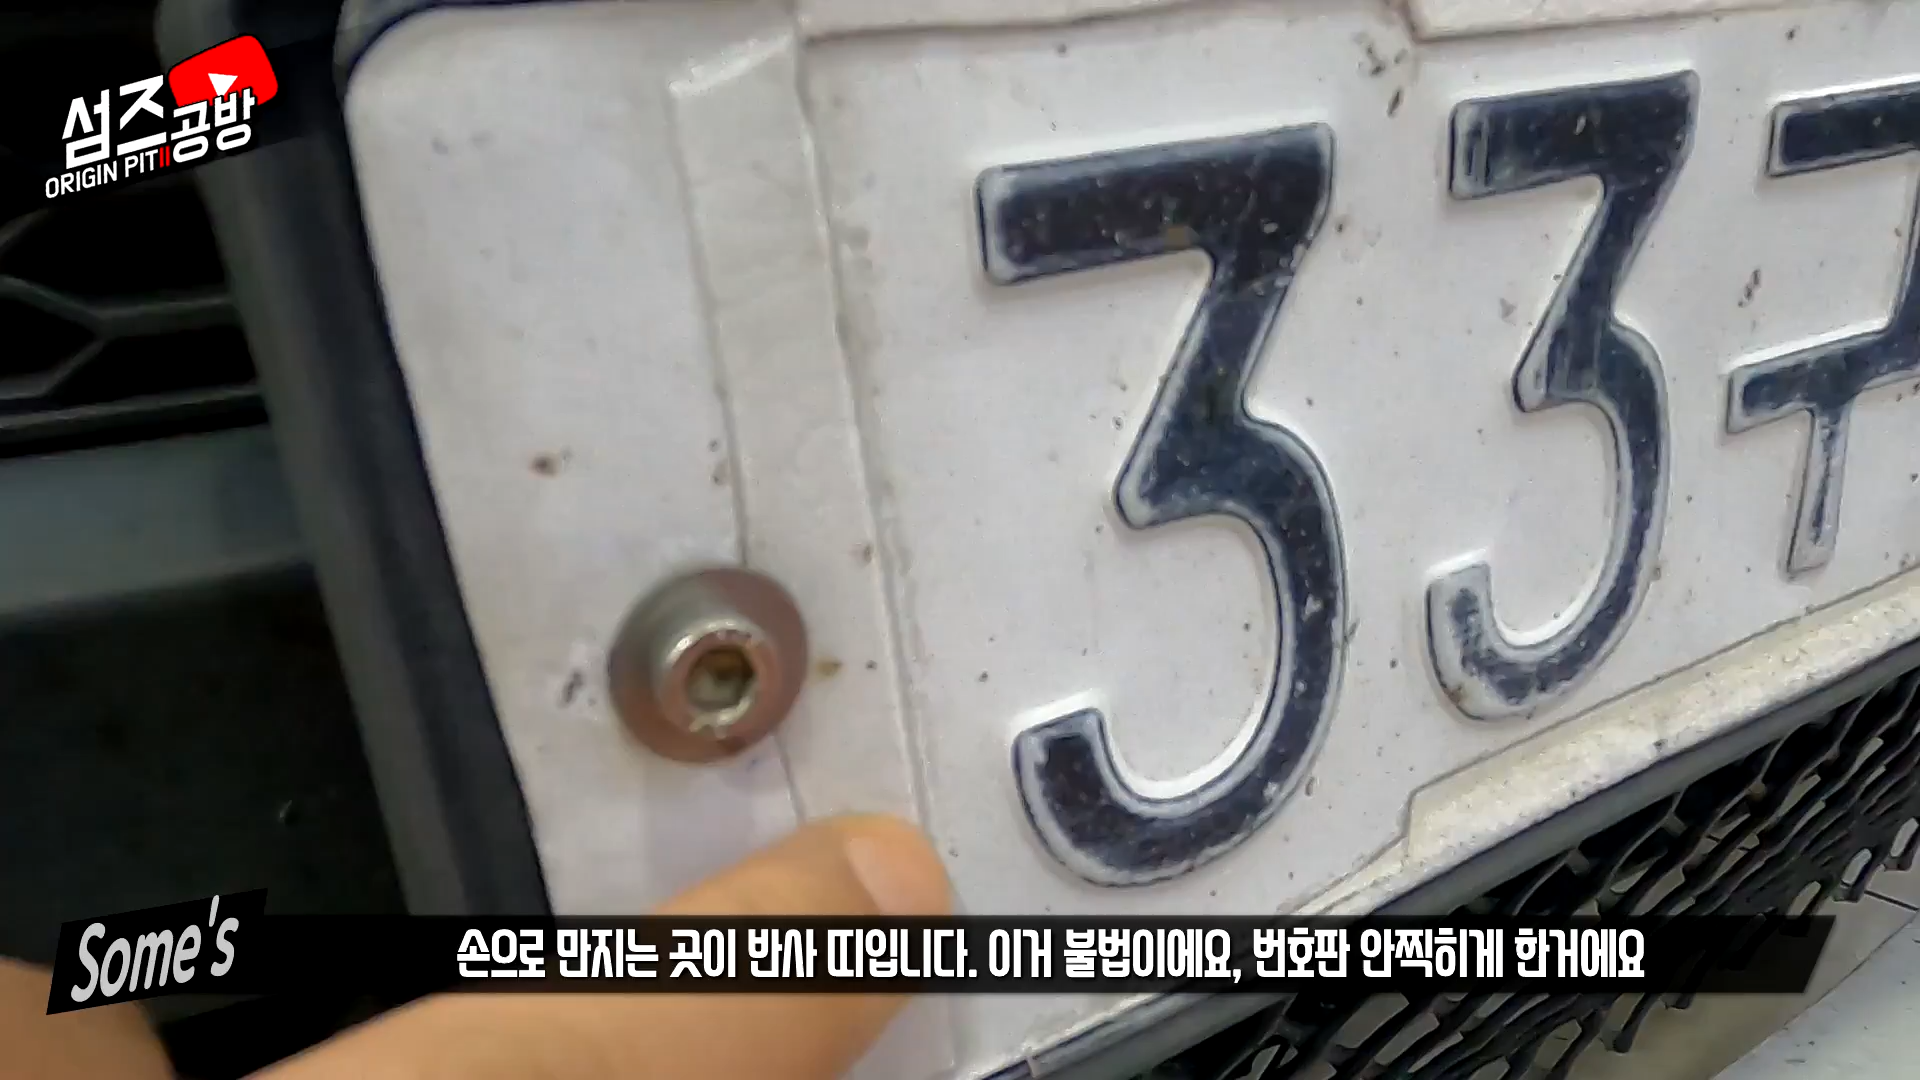 섬즈공방
ORIGIN PIT
33구
Some's
손으로 만지는 곳이 반사 띠입니다. 이거 불법이에요, 번호판 안찍히게 한거에요